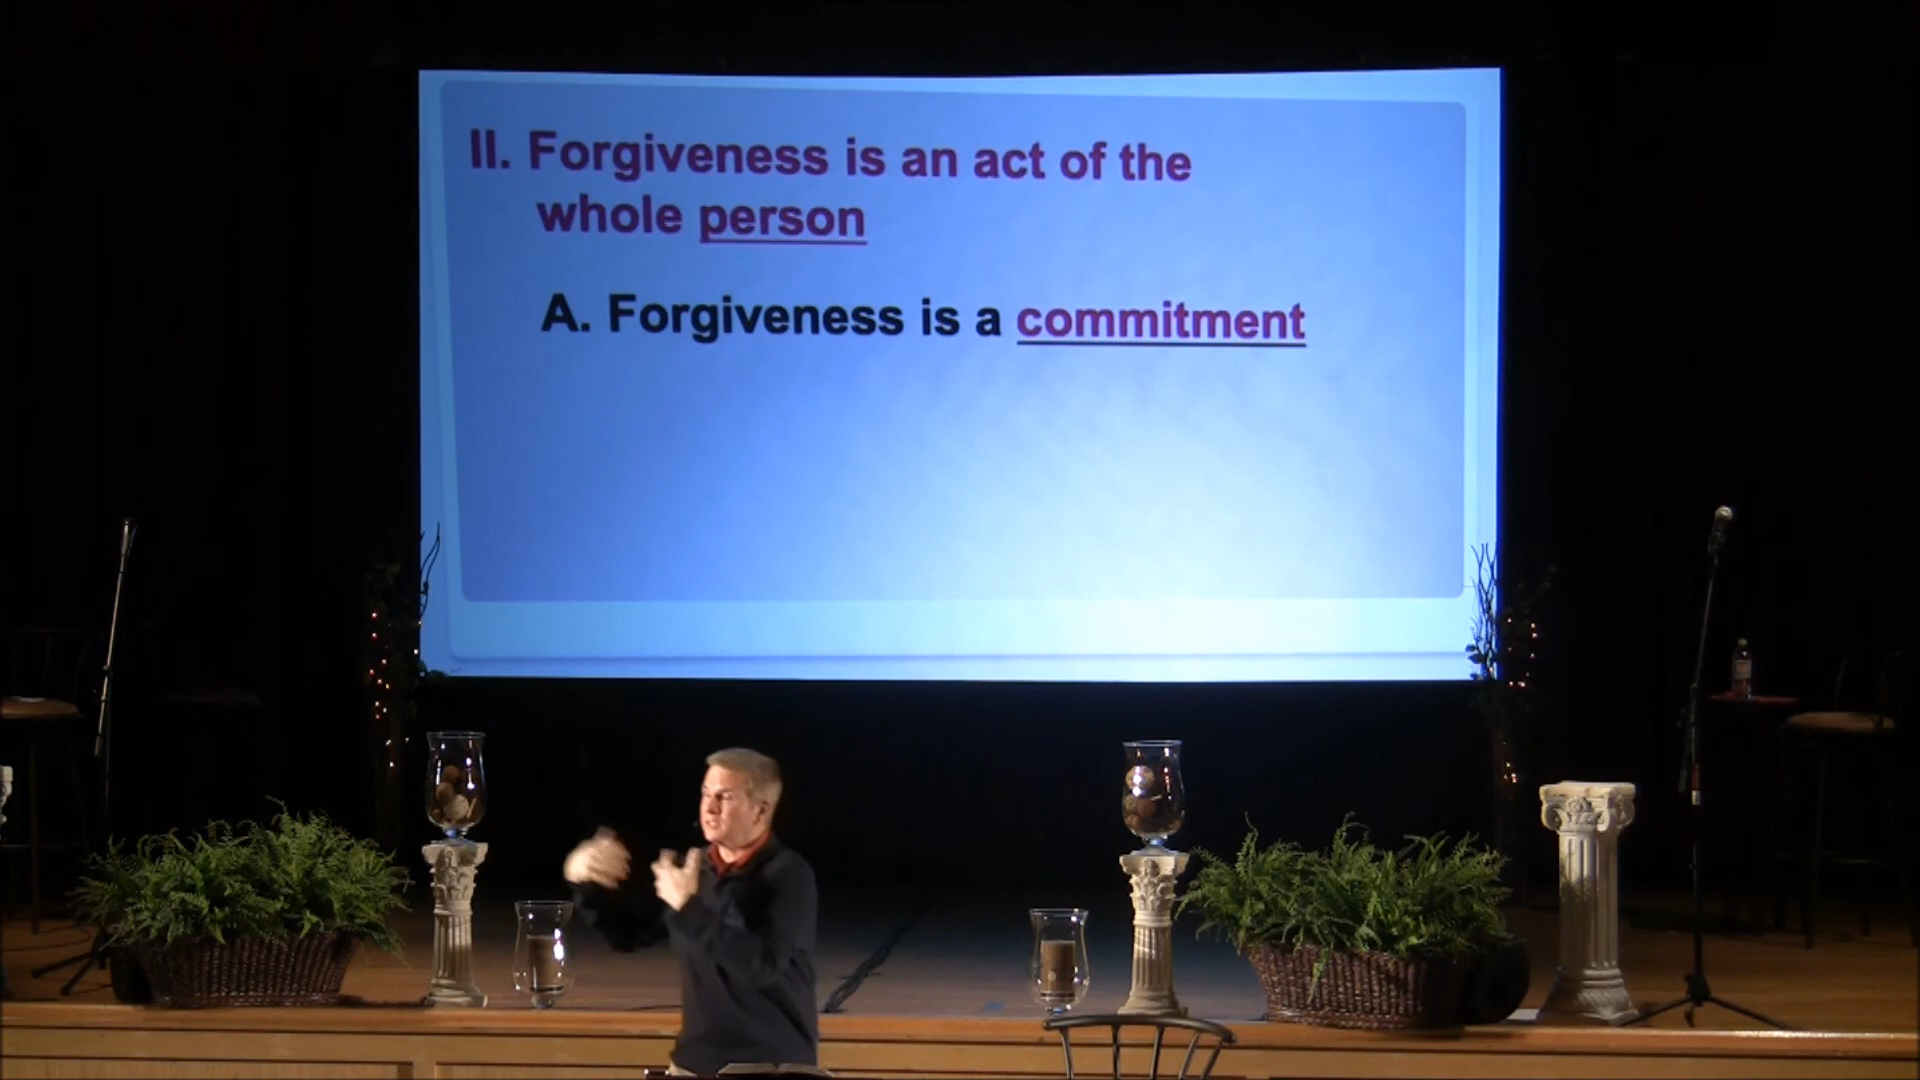 II. Forgiveness is an act of the
whole person
A. Forgiveness is a commitment